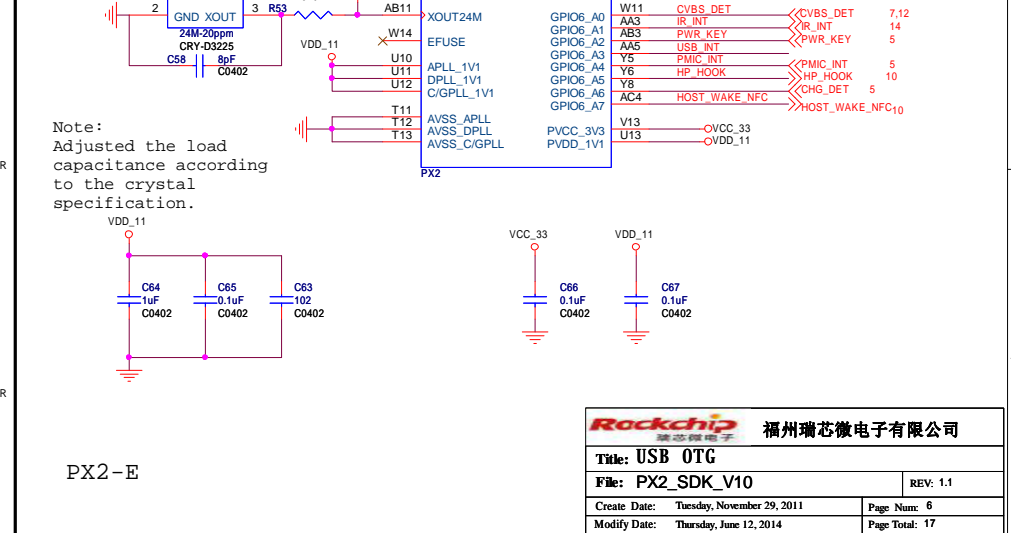 2 GND XOUT 3 R53
24M-20ppm
CRY-D3225
C58 8pF
C0402
AB11 XOUT24M
W14 EFUSE
VDD_11
U10 APLL_1V1
U11 DPLL_1V1
U12 C/GPLL_1V1
T11 AVSS_APLL
T12 AVSS_DPLL
T13 AVSS_C/GPLL
PX2
GPIO6_A0 W11 CVBS_DET CVBS_DET 7,12
GPIO6_A1 AA3 IR_INT IR_INT 14
GPIO6_A2 AB3 PWR_KEY PWR_KEY 5
GPIO6_A3 AA5 USB_INT
GPIO6_A4 Y5 PMIC_INT PMIC_INT 5
GPIO6_A5 Y6 HP_HOOK HP_HOOK 10
GPIO6_A6 Y8 CHG_DET 5
GPIO6_A7 AC4 HOST_WAKE_NFC HOST_WAKE_NFC 10
PVCC_3V3 V13 VCC_33
PVDD_1V1 U13 VDD_11
Note:
Adjusted the load
capacitance according
to the crystal
specification.
R
VDD_11
C64 C65 C63
1uF 0.1uF 102
C0402 C0402 C0402
VCC_33 VDD_11
C66 C67
0.1uF 0.1uF
C0402 C0402
R
PX2-E
Rockchip
瑞芯微电子
福州瑞芯微电子有限公司
Title: USB OTG
File: PX2_SDK_V10 REV: 1.1
Create Date: Tuesday, November 29, 2011 Page Num: 6
Modify Date: Thursday, June 12, 2014 Page Total: 17